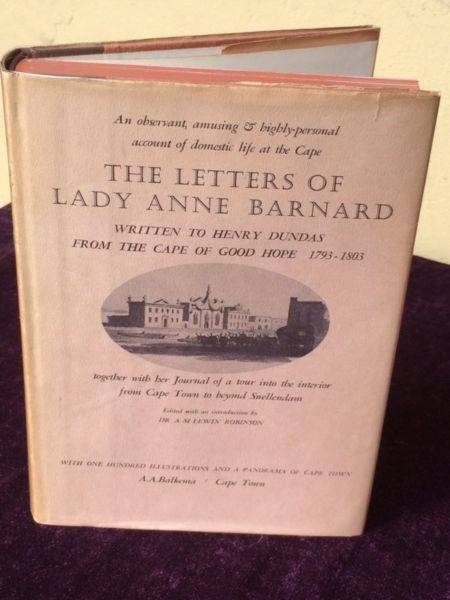 An observant, amusing & highly-personal
account of domestic life at the Cape
THE LETTERS OF
LADY ANNE BARNARD
WRITTEN TO HENRY DUNDAS
FROM THE CAPE OF GOOD HOPE 1793-1803
together with her Journal of a tour into the interior
from Cape Town to beyond Swellendam
Edited with an introduction by
DR A M LEWIN ROBINSON
WITH ONE HUNDRED ILLUSTRATIONS AND A PANORAMA OF CAPE TOWN
A.A.Balkema / Cape Town